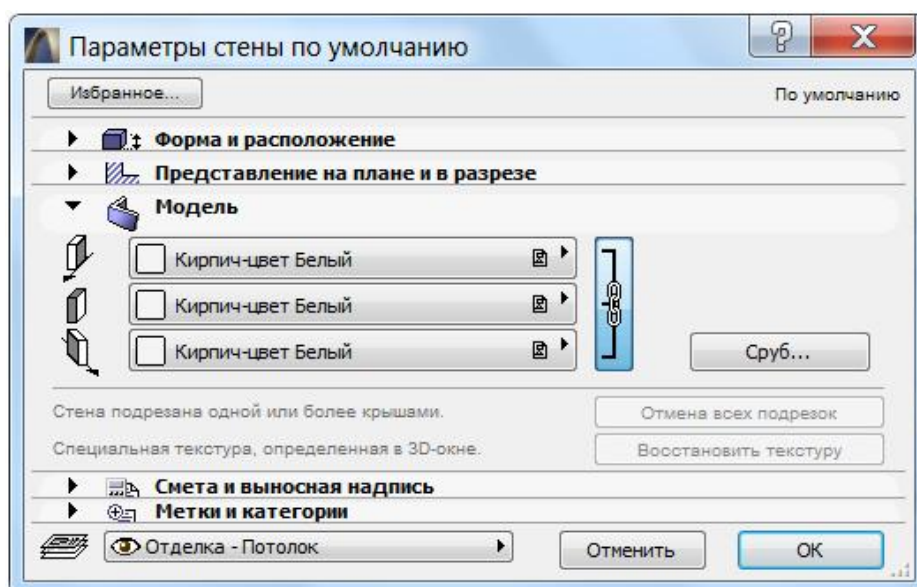 Параметры стены по умолчанию
Избранное...
По умолчанию
Форма и расположение
Представление на плане и в разрезе
Модель
Кирпич-цвет Белый
Кирпич-цвет Белый
Кирпич-цвет Белый
Сруб...
Стена подрезана одной или более крышами.
Отмена всех подрезок
Специальная текстура, определенная в 3D-окне.
Восстановить текстуру
Смета и выносная надпись
Метки и категории
Отделка - Потолок
Отменить
ОК